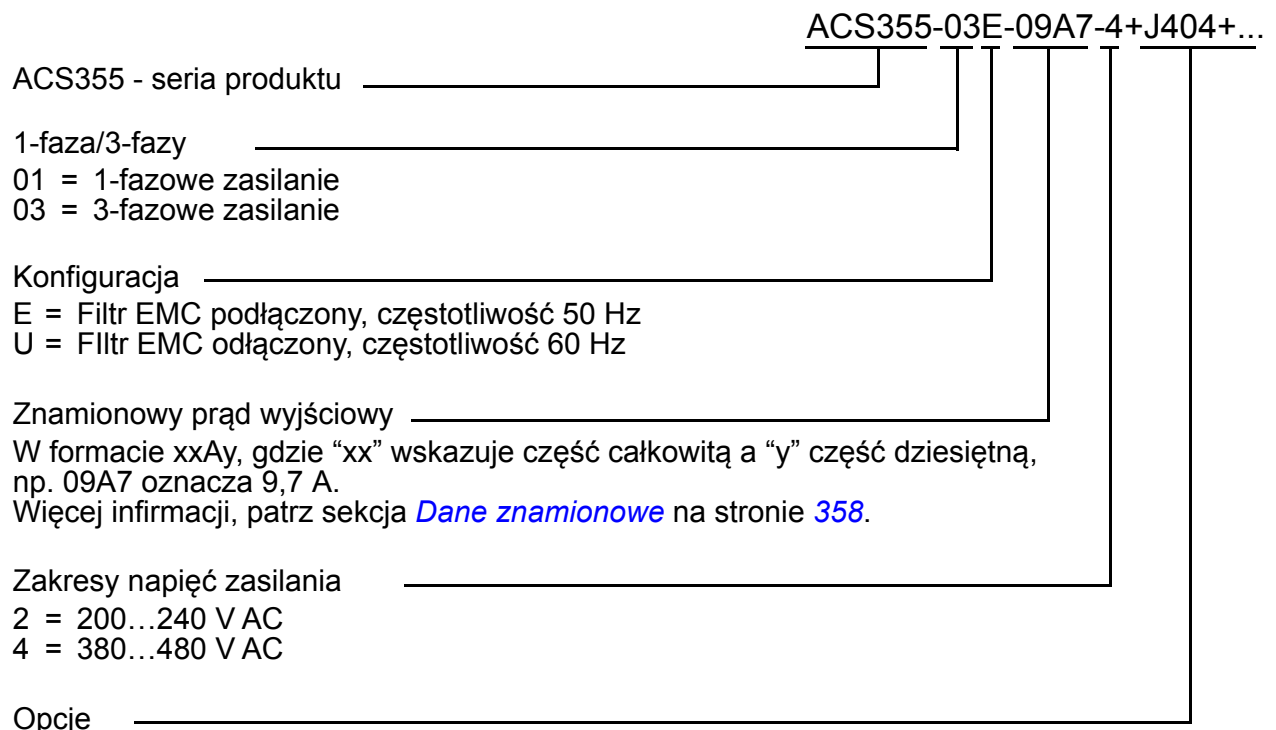 ACS355-03E-09A7-4+J404+...
ACS355 - seria produktu
1-faza/3-fazy
01 = 1-fazowe zasilanie
03 = 3-fazowe zasilanie
Konfiguracja
E = Filtr EMC podłączony, częstotliwość 50 Hz
U = FIltr EMC odłączony, częstotliwość 60 Hz
Znamionowy prąd wyjściowy
W formacie xxAy, gdzie “xx” wskazuje część całkowitą a “y” część dziesiętną,
np. 09A7 oznacza 9,7 A.
Więcej infirmacji, patrz sekcja Dane znamionowe na stronie 358.
Zakresy napięć zasilania
2 = 200…240 V AC
4 = 380…480 V AC
Opcje